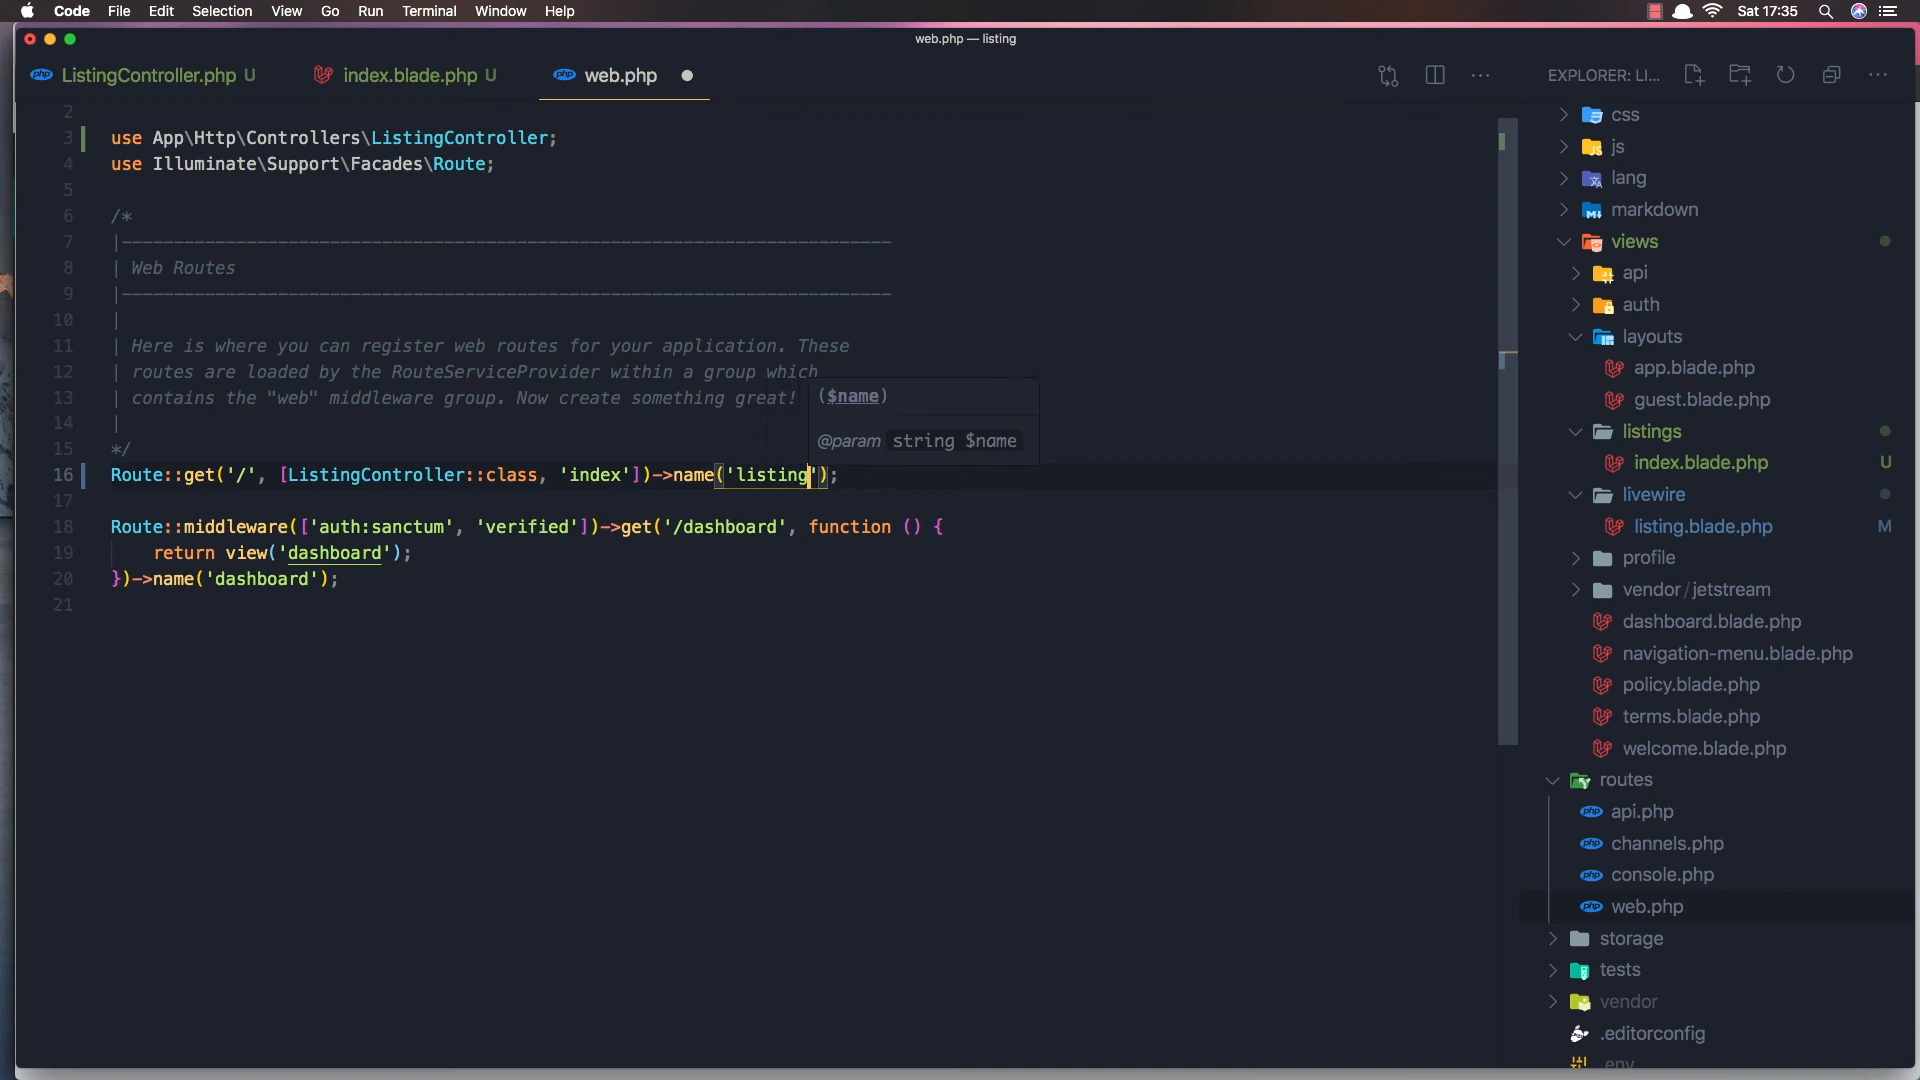 Code File Edit Selection View Go Run Terminal Window Help Sat 17:35
web.php — listing
ListingController.php U index.blade.php U web.php EXPLORER: LI...
2
3 use App\Http\Controllers\ListingController;
4 use Illuminate\Support\Facades\Route;
5
6 /*
7 |--------------------------------------------------------------------------
8 | Web Routes
9 |--------------------------------------------------------------------------
10 |
11 | Here is where you can register web routes for your application. These
12 | routes are loaded by the RouteServiceProvider within a group which
13 | contains the "web" middleware group. Now create something great!
14 |
15 */
16 Route::get('/', [ListingController::class, 'index'])->name('listing');
17
18 Route::middleware(['auth:sanctum', 'verified'])->get('/dashboard', function () {
19 return view('dashboard');
20 })->name('dashboard');
21
($name)
@param string $name
css
js
lang
markdown
views
api
auth
layouts
app.blade.php
guest.blade.php
listings
index.blade.php U
livewire
listing.blade.php M
profile
vendor/jetstream
dashboard.blade.php
navigation-menu.blade.php
policy.blade.php
terms.blade.php
welcome.blade.php
routes
api.php
channels.php
console.php
web.php
storage
tests
vendor
.editorconfig
.env